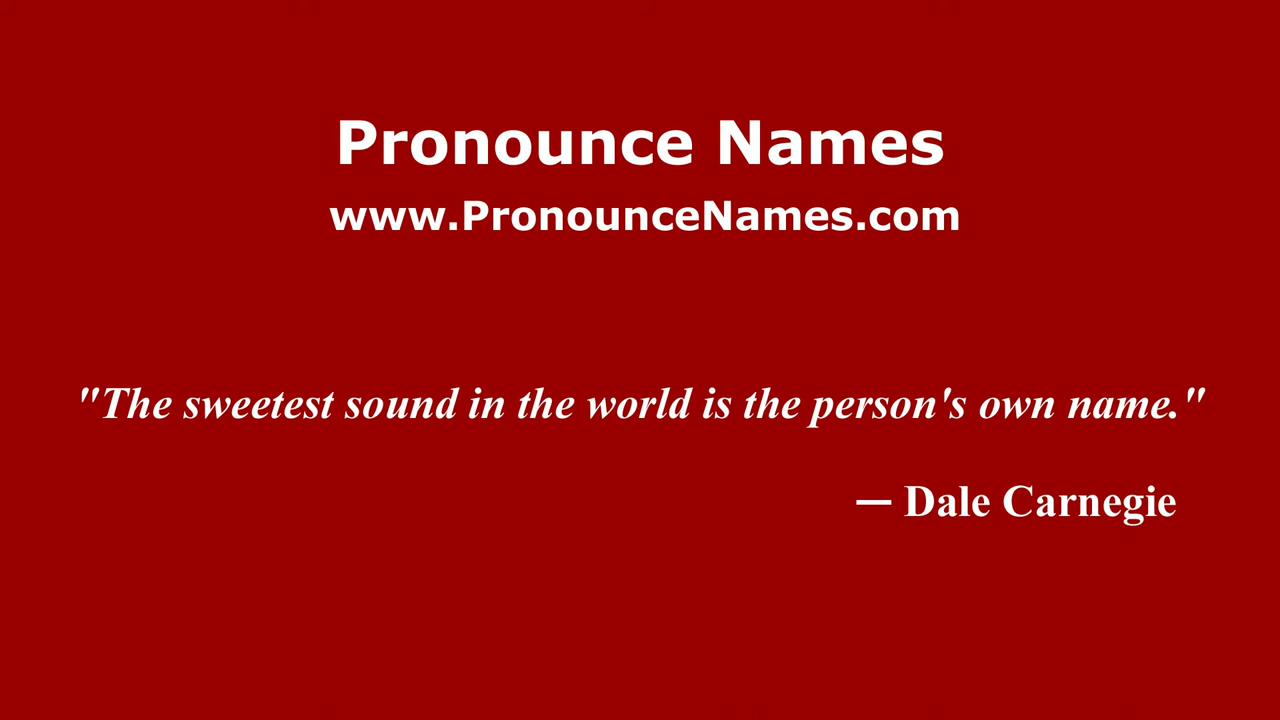 Pronounce Names
www.PronounceNames.com
"The sweetest sound in the world is the person's own name."
— Dale Carnegie